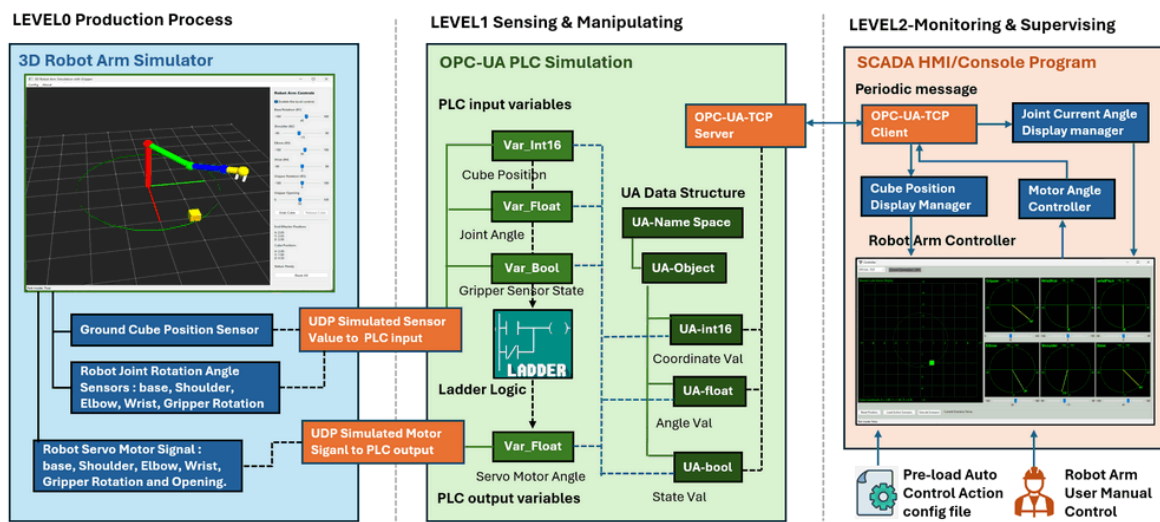 LEVEL0 Production Process
LEVEL1 Sensing & Manipulating
LEVEL2-Monitoring & Supervising
3D Robot Arm Simulator
Robot Arm Controls
Ground Cube Position Sensor
Robot Joint Rotation Angle
Sensors : base, Shoulder,
Elbow, Wrist, Gripper Rotation
Robot Servo Motor Signal :
base, Shoulder, Elbow, Wrist,
Gripper Rotation and Opening.
UDP Simulated Sensor
Value to PLC input
UDP Simulated Motor
Siganl to PLC output
OPC-UA PLC Simulation
PLC input variables
Var_Int16
Cube Position
Var_Float
Joint Angle
Var_Bool
Gripper Sensor State
LADDER
Ladder Logic
Var_Float
Servo Motor Angle
PLC output variables
OPC-UA-TCP
Server
UA Data Structure
UA-Name Space
UA-Object
UA-int16
Coordinate Val
UA-float
Angle Val
UA-bool
State Val
SCADA HMI/Console Program
Periodic message
OPC-UA-TCP
Client
Joint Current Angle
Display manager
Cube Position
Display Manager
Motor Angle
Controller
Robot Arm Controller
Pre-load Auto
Control Action
config file
Robot Arm
User Manual
Control